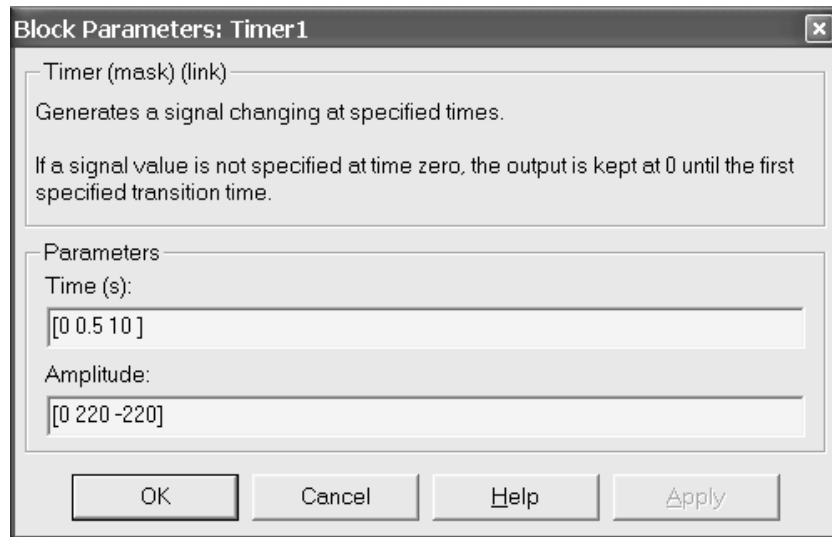 Block Parameters: Timer1
Timer (mask) (link)
Generates a signal changing at specified times.
If a signal value is not specified at time zero, the output is kept at 0 until the first
specified transition time.
Parameters
Time (s):
[0 0.5 10 ]
Amplitude:
[0 220 -220]
OK Cancel Help Apply